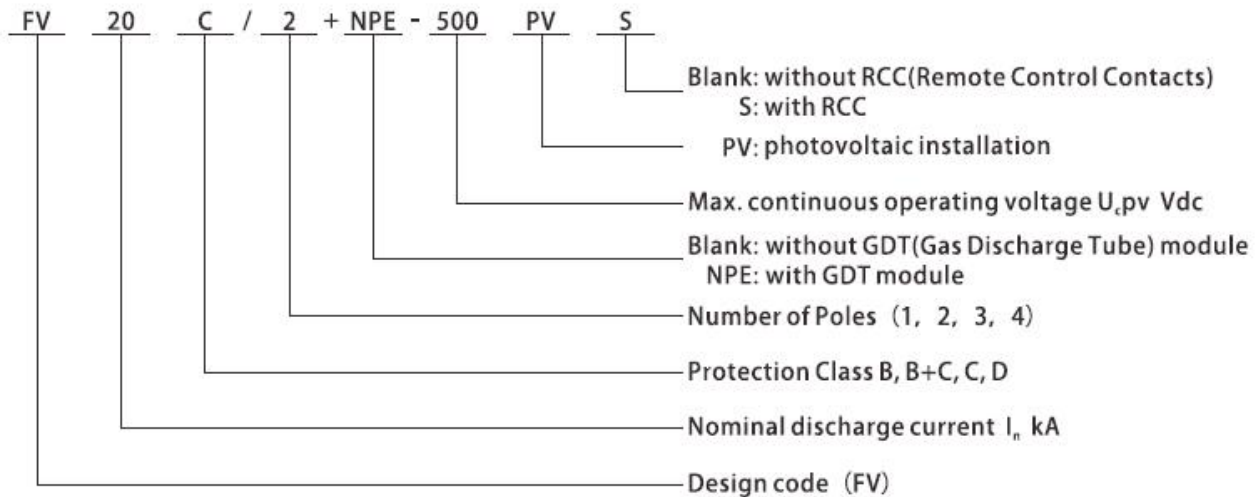 FV 20 C / 2 + NPE - 500 PV S
Blank: without RCC(Remote Control Contacts)
S: with RCC
PV: photovoltaic installation
Max. continuous operating voltage Ucpv Vdc
Blank: without GDT(Gas Discharge Tube) module
NPE: with GDT module
Number of Poles (1, 2, 3, 4)
Protection Class B, B+C, C, D
Nominal discharge current In kA
Design code (FV)